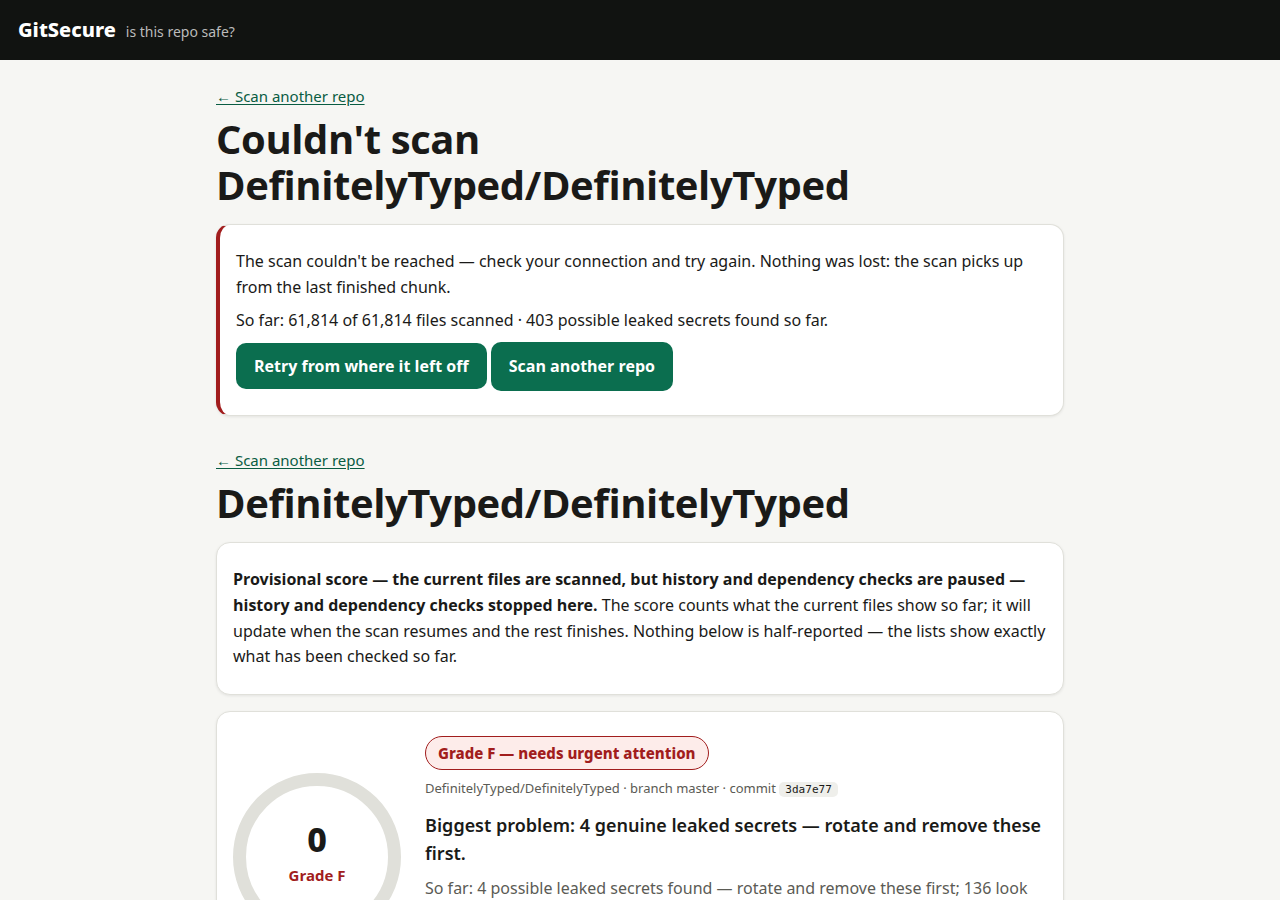 GitSecure is this repo safe?
← Scan another repo
Couldn't scan
DefinitelyTyped/DefinitelyTyped
The scan couldn't be reached — check your connection and try again. Nothing was lost: the scan picks up
from the last finished chunk.
So far: 61,814 of 61,814 files scanned · 403 possible leaked secrets found so far.
Retry from where it left off Scan another repo
← Scan another repo
DefinitelyTyped/DefinitelyTyped
Provisional score — the current files are scanned, but history and dependency checks are paused —
history and dependency checks stopped here. The score counts what the current files show so far; it will
update when the scan resumes and the rest finishes. Nothing below is half-reported — the lists show exactly
what has been checked so far.
Grade F — needs urgent attention
DefinitelyTyped/DefinitelyTyped · branch master · commit 3da7e77
0
Grade F
Biggest problem: 4 genuine leaked secrets — rotate and remove these
first.
So far: 4 possible leaked secrets found — rotate and remove these first; 136 look